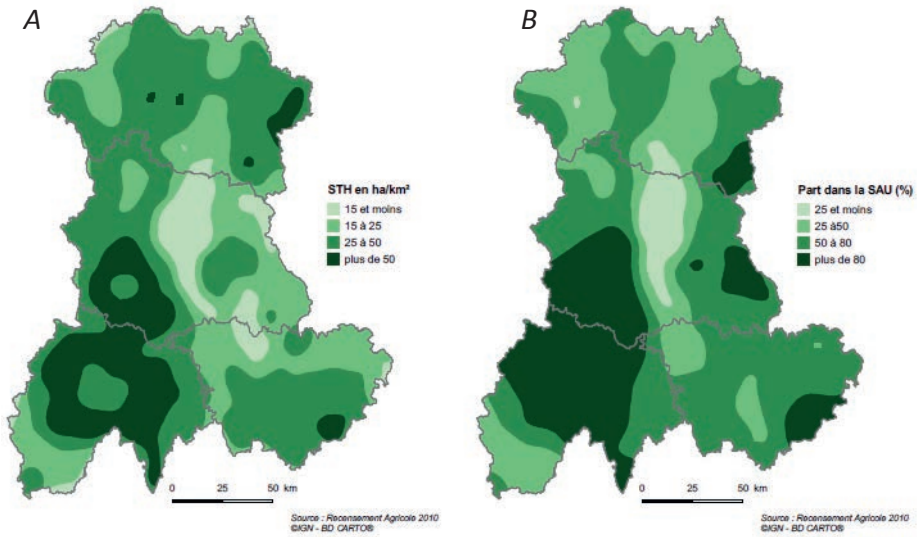 A
STH en ha/km²
15 et moins
15 à 25
25 à 50
plus de 50
0 25 50 km
Source : Recensement Agricole 2010
©IGN - BD CARTO®
B
Part dans la SAU (%)
25 et moins
25 à50
50 à 80
plus de 80
0 25 50 km
Source : Recensement Agricole 2010
©IGN - BD CARTO®